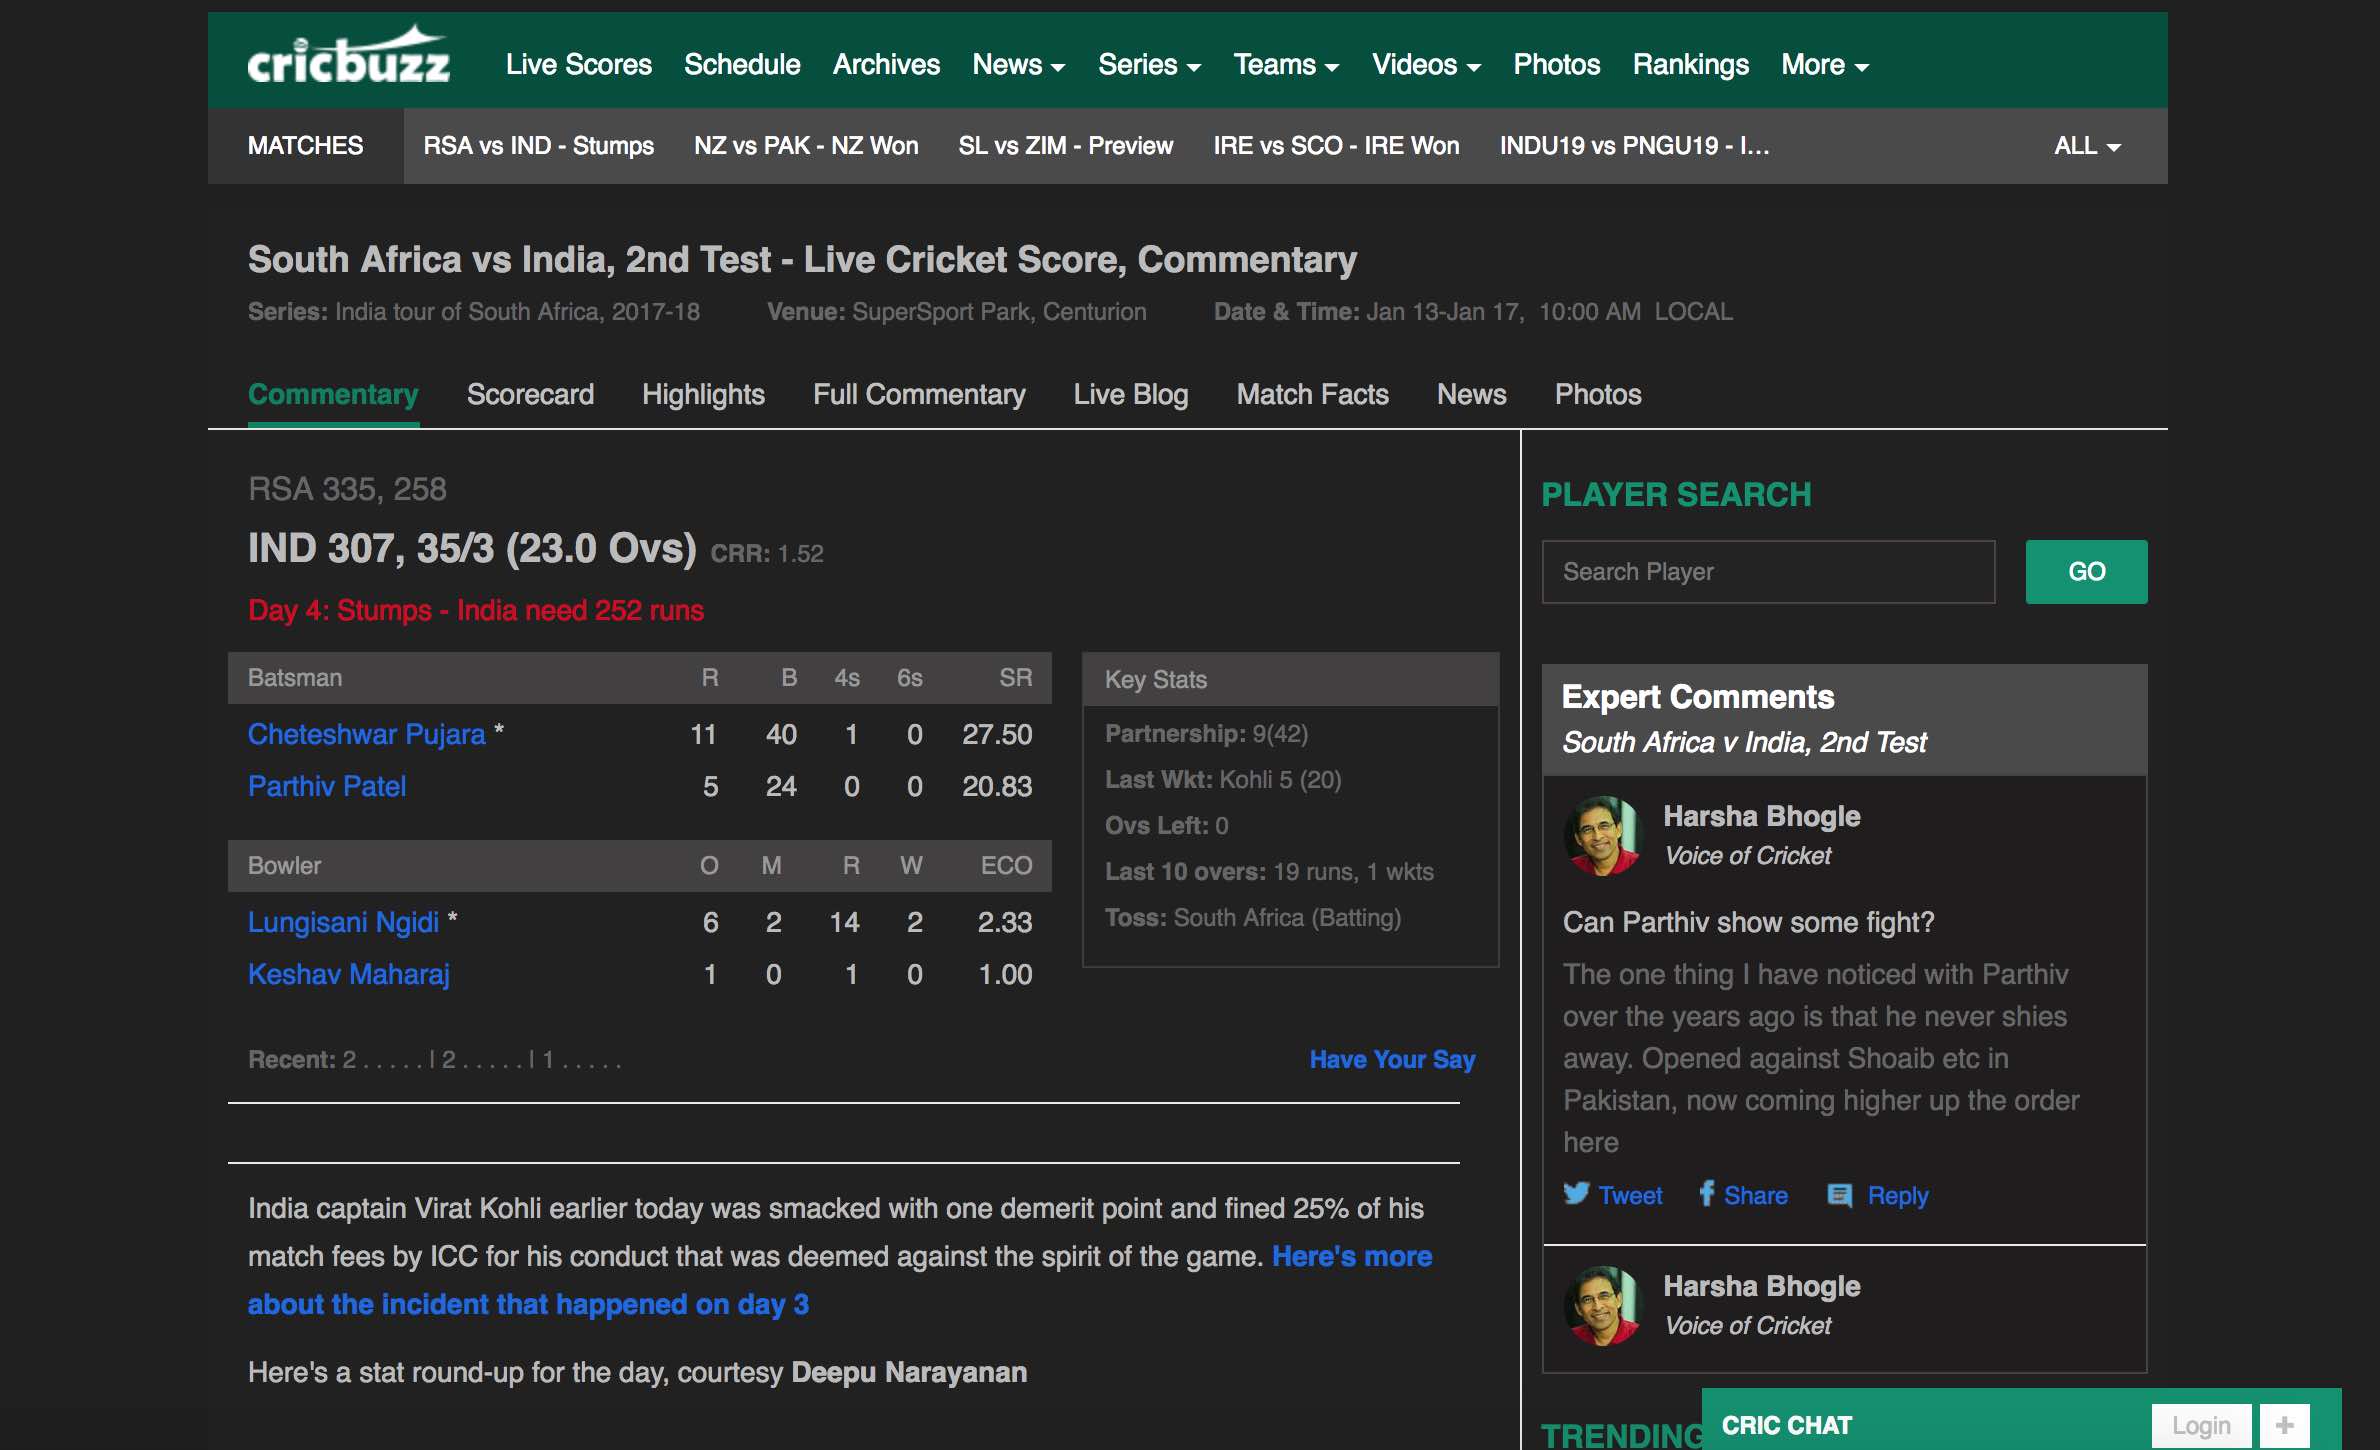 cricbuzz Live Scores Schedule Archives News Series Teams Videos Photos Rankings More
MATCHES RSA vs IND - Stumps NZ vs PAK - NZ Won SL vs ZIM - Preview IRE vs SCO - IRE Won INDU19 vs PNGU19 - I... ALL
South Africa vs India, 2nd Test - Live Cricket Score, Commentary
Series: India tour of South Africa, 2017-18 Venue: SuperSport Park, Centurion Date & Time: Jan 13-Jan 17, 10:00 AM LOCAL
Commentary Scorecard Highlights Full Commentary Live Blog Match Facts News Photos
RSA 335, 258
IND 307, 35/3 (23.0 Ovs) CRR: 1.52
Day 4: Stumps - India need 252 runs
Batsman R B 4s 6s SR
Cheteshwar Pujara * 11 40 1 0 27.50
Parthiv Patel 5 24 0 0 20.83
Bowler O M R W ECO
Lungisani Ngidi * 6 2 14 2 2.33
Keshav Maharaj 1 0 1 0 1.00
Key Stats
Partnership: 9(42)
Last Wkt: Kohli 5 (20)
Ovs Left: 0
Last 10 overs: 19 runs, 1 wkts
Toss: South Africa (Batting)
Recent: 2 . . . . . | 2 . . . . . | 1 . . . . .
Have Your Say
India captain Virat Kohli earlier today was smacked with one demerit point and fined 25% of his
match fees by ICC for his conduct that was deemed against the spirit of the game. Here's more
about the incident that happened on day 3
Here's a stat round-up for the day, courtesy Deepu Narayanan
PLAYER SEARCH
Search Player GO
Expert Comments
South Africa v India, 2nd Test
Harsha Bhogle
Voice of Cricket
Can Parthiv show some fight?
The one thing I have noticed with Parthiv
over the years ago is that he never shies
away. Opened against Shoaib etc in
Pakistan, now coming higher up the order
here
Tweet Share Reply
Harsha Bhogle
Voice of Cricket
TRENDING
CRIC CHAT Login +